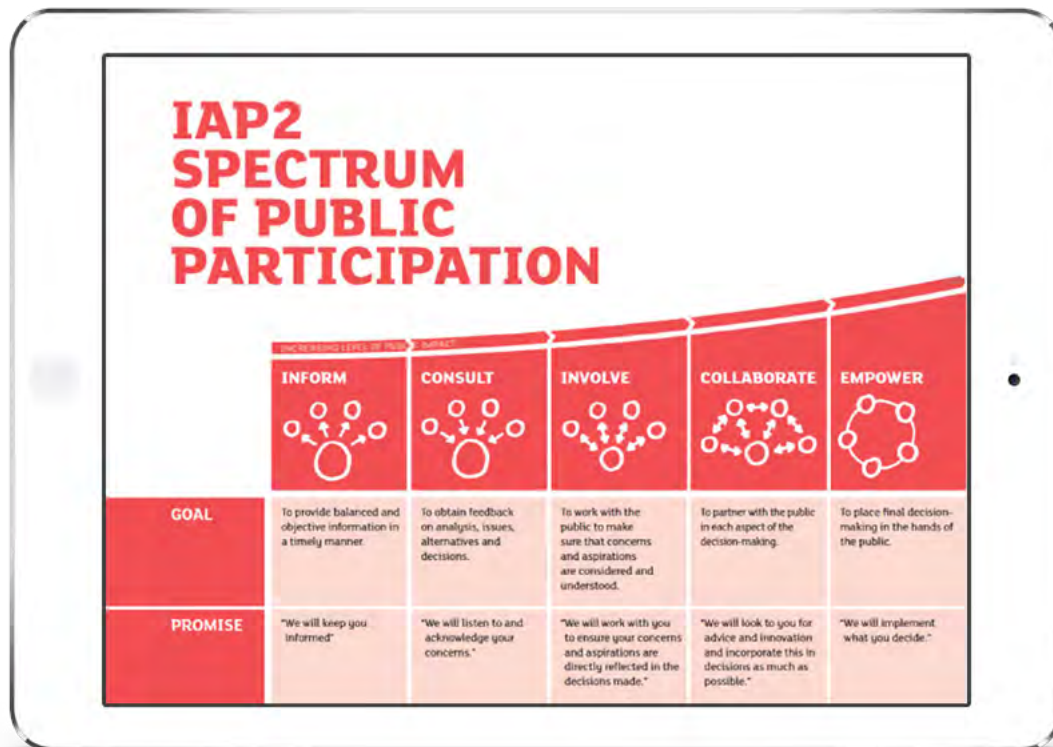 IAP2
SPECTRUM
OF PUBLIC
PARTICIPATION
INCREASING LEVEL OF PUBLIC IMPACT
INFORM
CONSULT
INVOLVE
COLLABORATE
EMPOWER
GOAL
To provide balanced and
objective information in
a timely manner.
To obtain feedback
on analysis, issues,
alternatives and
decisions.
To work with the
public to make
sure that concerns
and aspirations
are considered and
understood.
To partner with the public
in each aspect of the
decision-making.
To place final decision-
making in the hands of
the public.
PROMISE
"We will keep you
informed"
"We will listen to and
acknowledge your
concerns."
"We will work with you
to ensure your concerns
and aspirations are
directly reflected in the
decisions made."
"We will look to you for
advice and innovation
and incorporate this in
decisions as much as
possible."
"We will implement
what you decide."